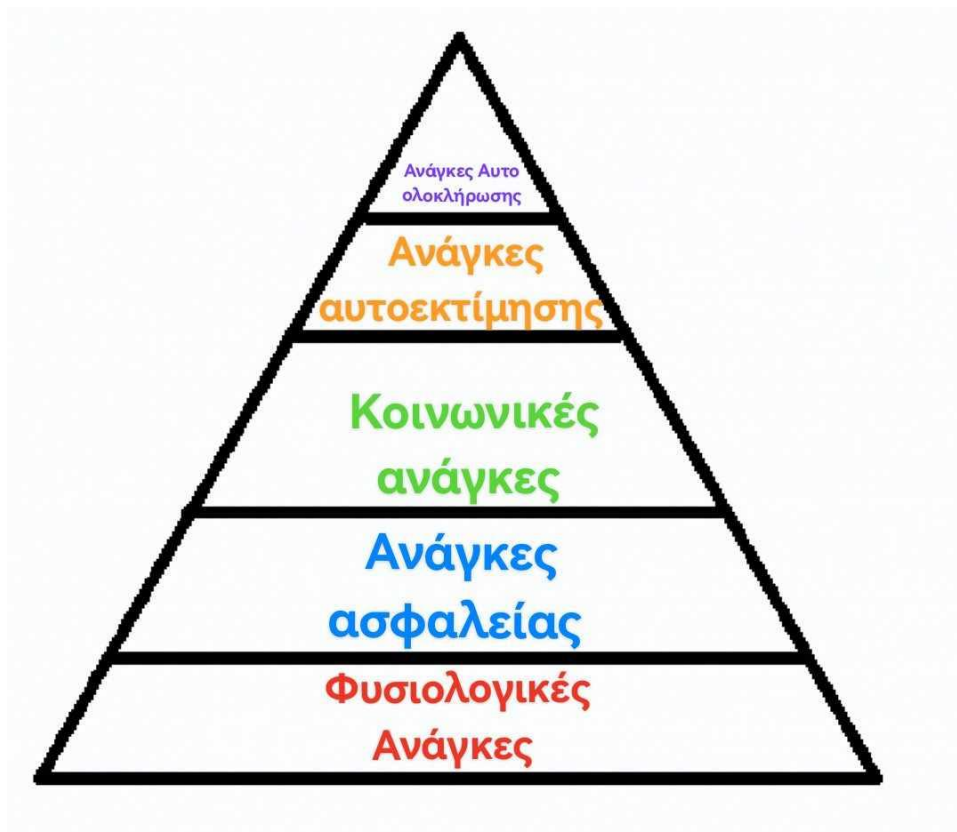 Ανάγκες Αυτο
ολοκλήρωσης
Ανάγκες
αυτοεκτίμησης
Κοινωνικές
ανάγκες
Ανάγκες
ασφαλείας
Φυσιολογικές
Ανάγκες